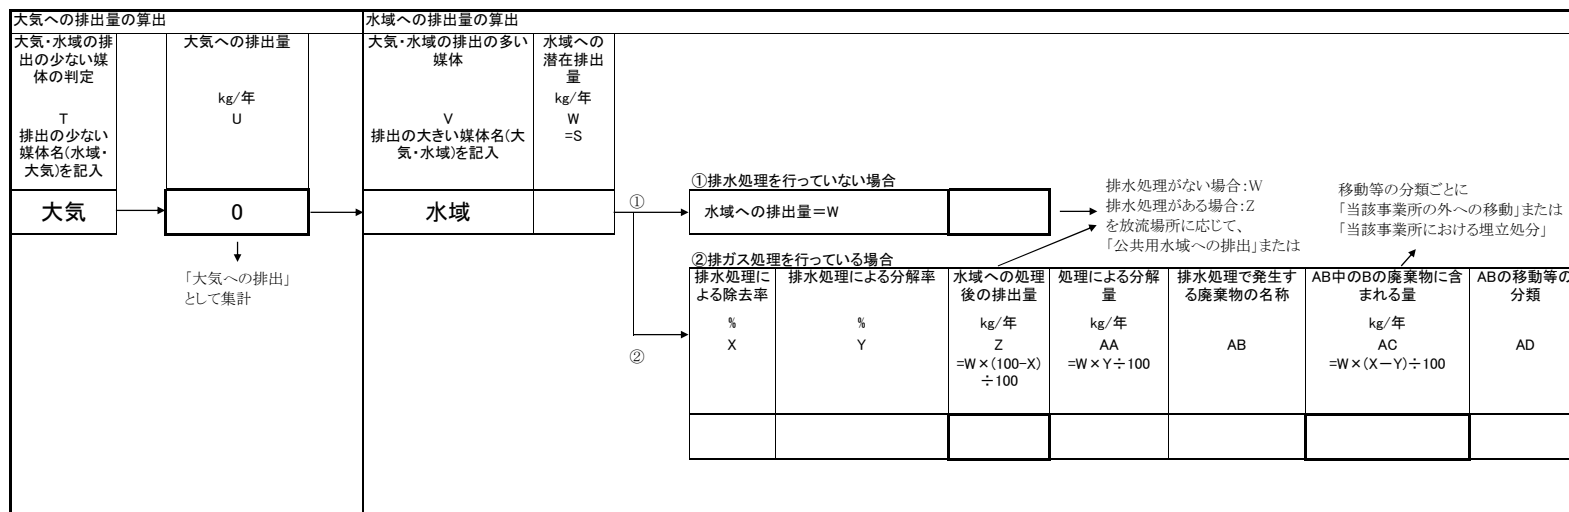 大気への排出量の算出
水域への排出量の算出
大気・水域の排
出の少ない媒
体の判定
T
排出の少ない
媒体名(水域・
大気)を記入
大気への排出量
kg/年
U
大気・水域の排出の多い
媒体
V
排出の大きい媒体名(大
気・水域)を記入
水域への
潜在排出
量
kg/年
W
=S
大気
0
水域
「大気への排出」
として集計
①
②
①排水処理を行っていない場合
水域への排出量＝W
排水処理がない場合:W
排水処理がある場合:Z
を放流場所に応じて、
「公共用水域への排出」または
移動等の分類ごとに
「当該事業所の外への移動」または
「当該事業所における埋立処分」
②排ガス処理を行っている場合
排水処理に
よる除去率
%
X
排水処理による分解率
%
Y
水域への処理
後の排出量
kg/年
Z
=W×(100-X)
÷100
処理による分解
量
kg/年
AA
=W×Y÷100
排水処理で発生す
る廃棄物の名称
AB
AB中のBの廃棄物に含
まれる量
kg/年
AC
=W×(X－Y)÷100
ABの移動等の
分類
AD